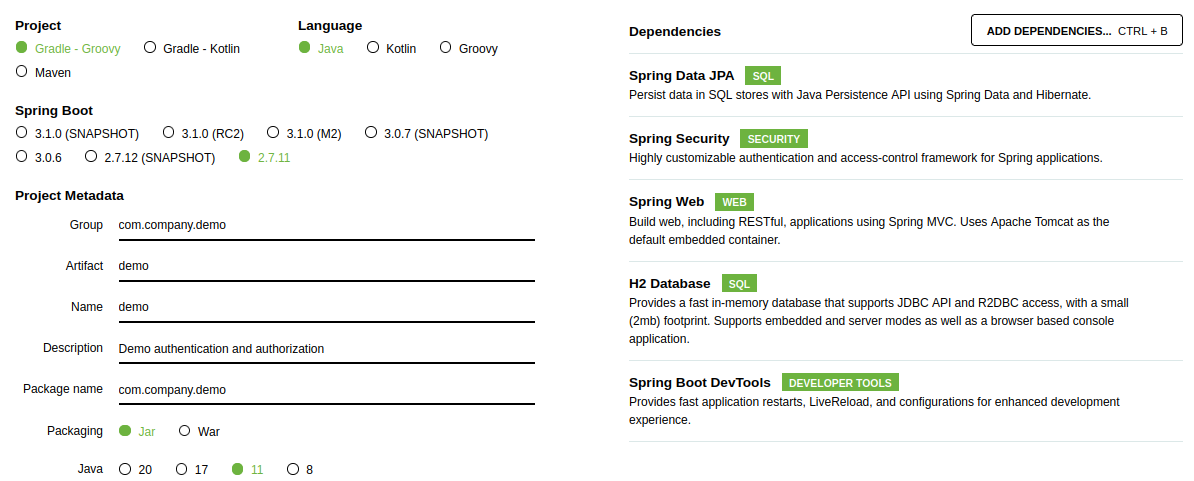 Project
Gradle - Groovy Gradle - Kotlin
Maven
Language
Java Kotlin Groovy
Spring Boot
3.1.0 (SNAPSHOT) 3.1.0 (RC2) 3.1.0 (M2) 3.0.7 (SNAPSHOT)
3.0.6 2.7.12 (SNAPSHOT) 2.7.11
Project Metadata
Group com.company.demo
Artifact demo
Name demo
Description Demo authentication and authorization
Package name com.company.demo
Packaging Jar War
Java 20 17 11 8
Dependencies ADD DEPENDENCIES... CTRL + B
Spring Data JPA SQL
Persist data in SQL stores with Java Persistence API using Spring Data and Hibernate.
Spring Security SECURITY
Highly customizable authentication and access-control framework for Spring applications.
Spring Web WEB
Build web, including RESTful, applications using Spring MVC. Uses Apache Tomcat as the
default embedded container.
H2 Database SQL
Provides a fast in-memory database that supports JDBC API and R2DBC access, with a small
(2mb) footprint. Supports embedded and server modes as well as a browser based console
application.
Spring Boot DevTools DEVELOPER TOOLS
Provides fast application restarts, LiveReload, and configurations for enhanced development
experience.